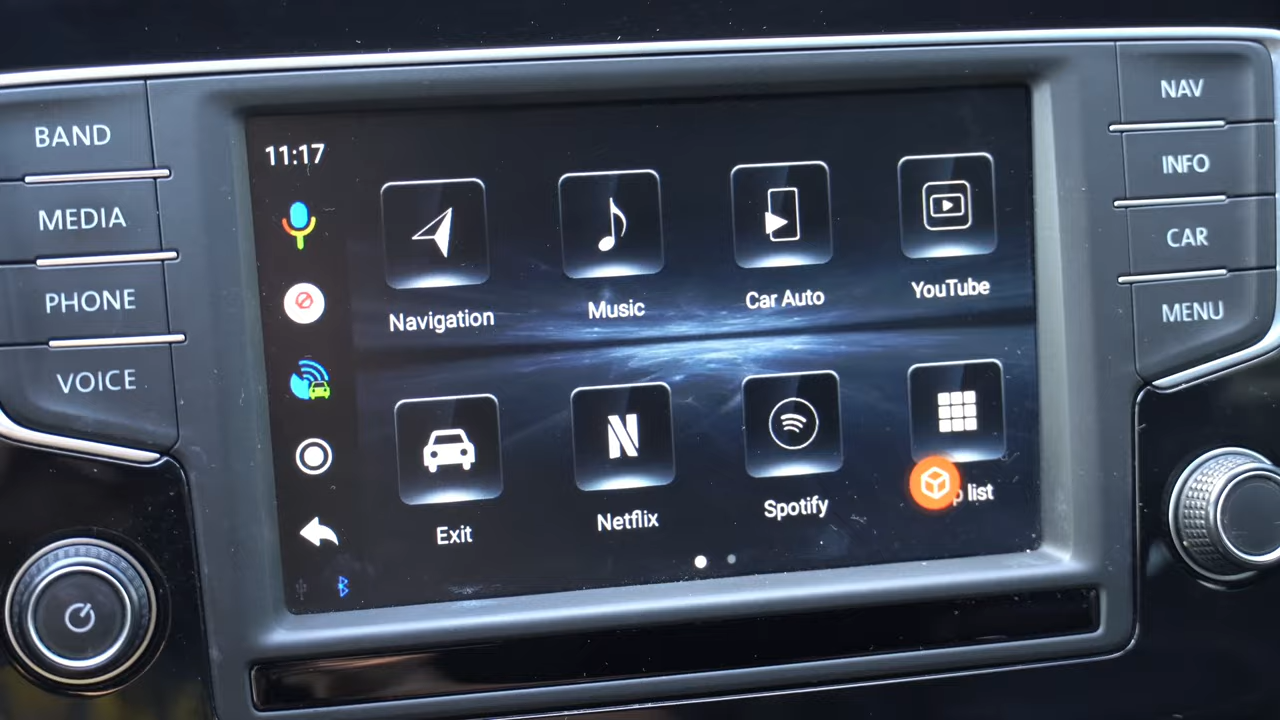 BAND
MEDIA
PHONE
VOICE
11:17
Navigation
Music
Car Auto
YouTube
Exit
Netflix
Spotify
list
NAV
INFO
CAR
MENU